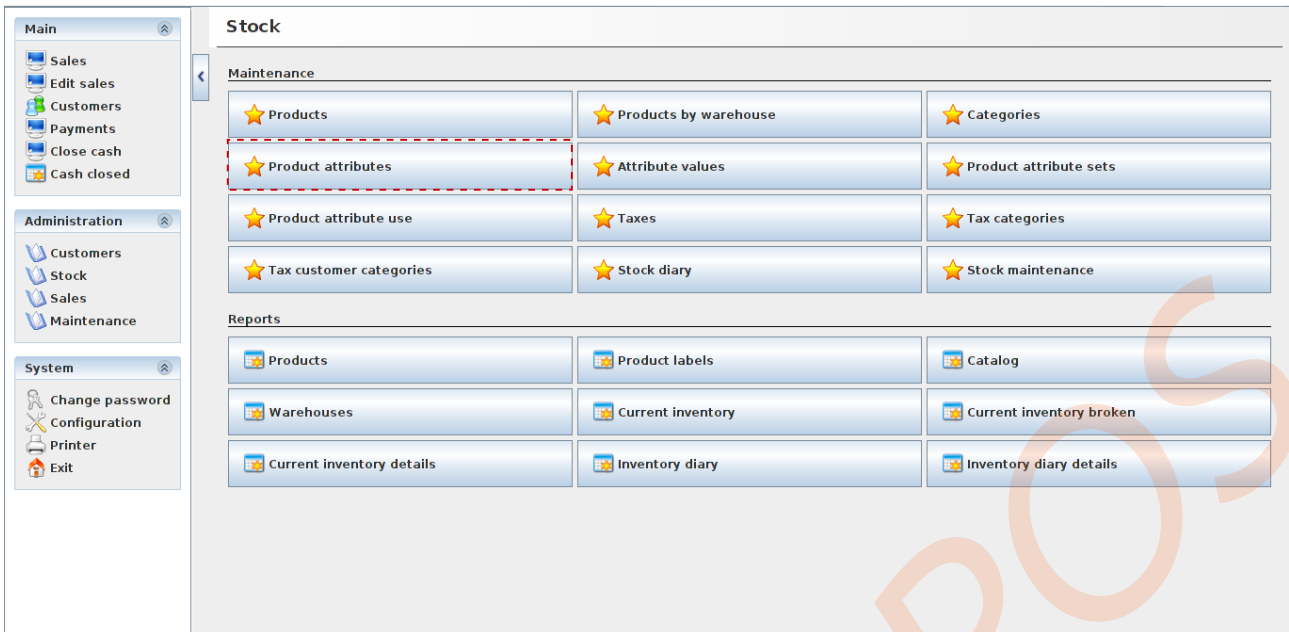 Main
Sales
Edit sales
Customers
Payments
Close cash
Cash closed
Administration
Customers
Stock
Sales
Maintenance
System
Change password
Configuration
Printer
Exit
Stock
Maintenance
Products
Products by warehouse
Categories
Product attributes
Attribute values
Product attribute sets
Product attribute use
Taxes
Tax categories
Tax customer categories
Stock diary
Stock maintenance
Reports
Products
Product labels
Catalog
Warehouses
Current inventory
Current inventory broken
Current inventory details
Inventory diary
Inventory diary details
POS